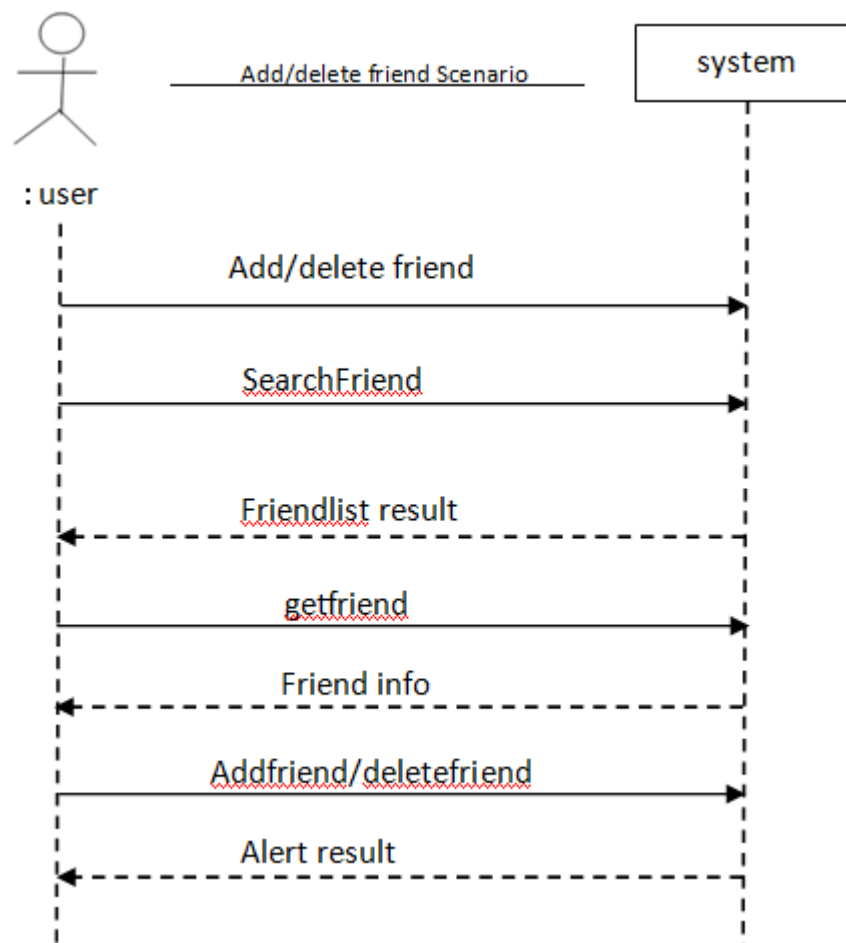 Add/delete friend Scenario
system
: user
Add/delete friend
SearchFriend
Friendlist result
getfriend
Friend info
Addfriend/deletefriend
Alert result